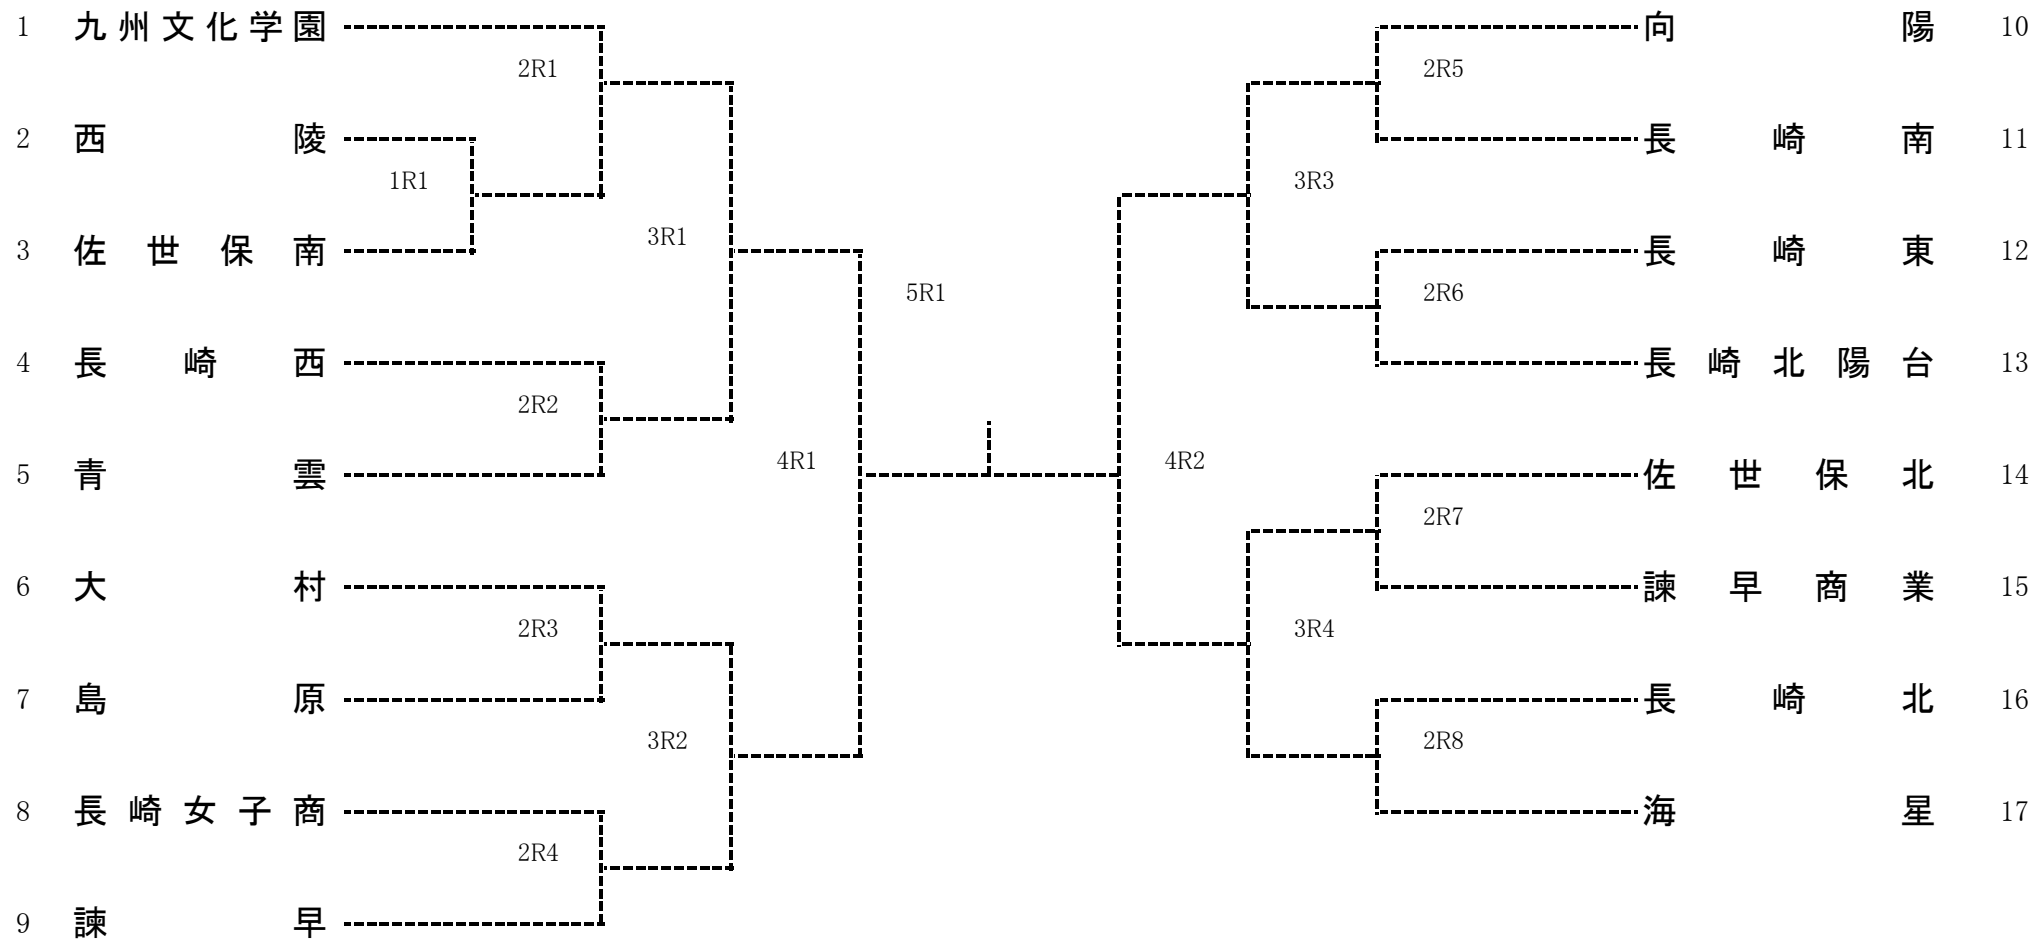 1 九州文化学園
2R1
2 西陵
1R1
3 佐世保南
3R1
4 長崎西
2R2
5 青雲
4R1
6 大村
2R3
7 島原
3R2
8 長崎女子商
2R4
9 諫早
5R1
向陽 10
2R5
長崎南 11
3R3
長崎東 12
2R6
長崎北陽台 13
4R2
佐世保北 14
2R7
諫早商業 15
3R4
長崎北 16
2R8
海星 17